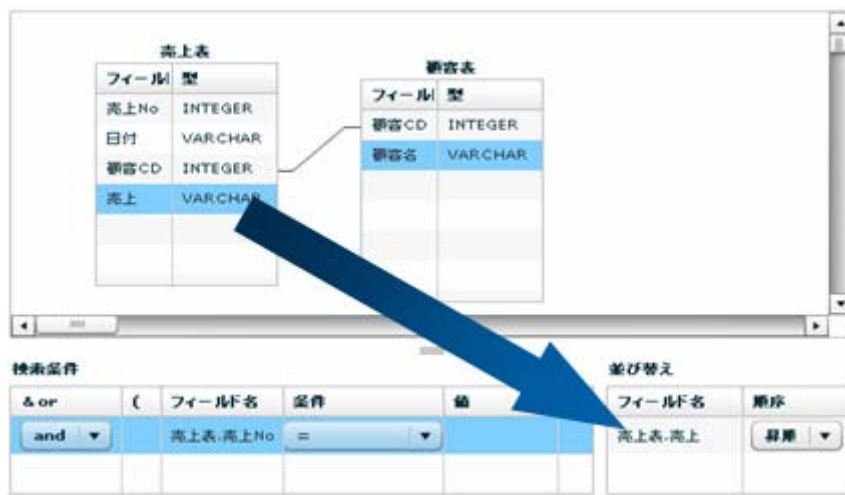 売上表
フィール 型
売上No INTEGER
日付 VARCHAR
顧客CD INTEGER
売上 VARCHAR
顧客表
フィール 型
顧客CD INTEGER
顧客名 VARCHAR
検索条件
& or ( フィールド名 条件 値
and 売上表.売上No =
並び替え
フィールド名 順序
売上表.売上 昇順